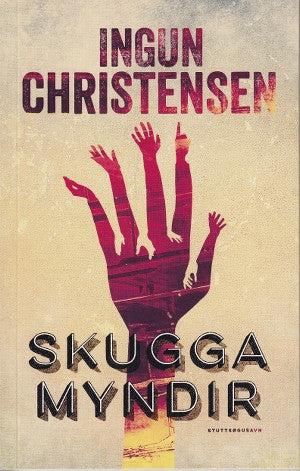 INGUN
CHRISTENSEN
SKUGGA
MYNDIR
STUTTSØGUSAVN